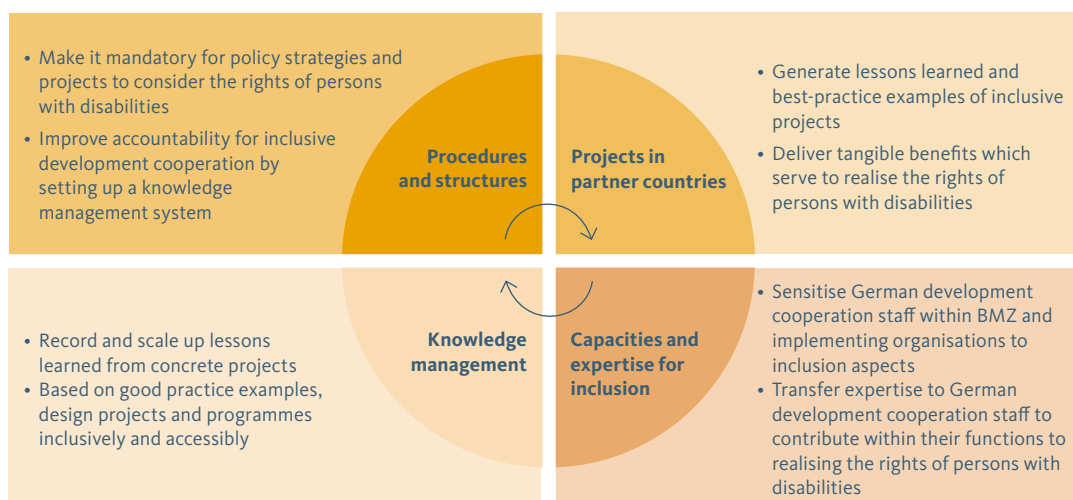 • Make it mandatory for policy strategies and
projects to consider the rights of persons
with disabilities
• Improve accountability for inclusive
development cooperation by
setting up a knowledge
management system
Procedures
and structures
Projects in
partner countries
• Generate lessons learned and
best-practice examples of inclusive
projects
• Deliver tangible benefits which
serve to realise the rights of
persons with disabilities
• Record and scale up lessons
learned from concrete projects
• Based on good practice examples,
design projects and programmes
inclusively and accessibly
Knowledge
management
Capacities and
expertise for
inclusion
• Sensitise German development
cooperation staff within BMZ and
implementing organisations to
inclusion aspects
• Transfer expertise to German
development cooperation staff to
contribute within their functions to
realising the rights of persons with
disabilities